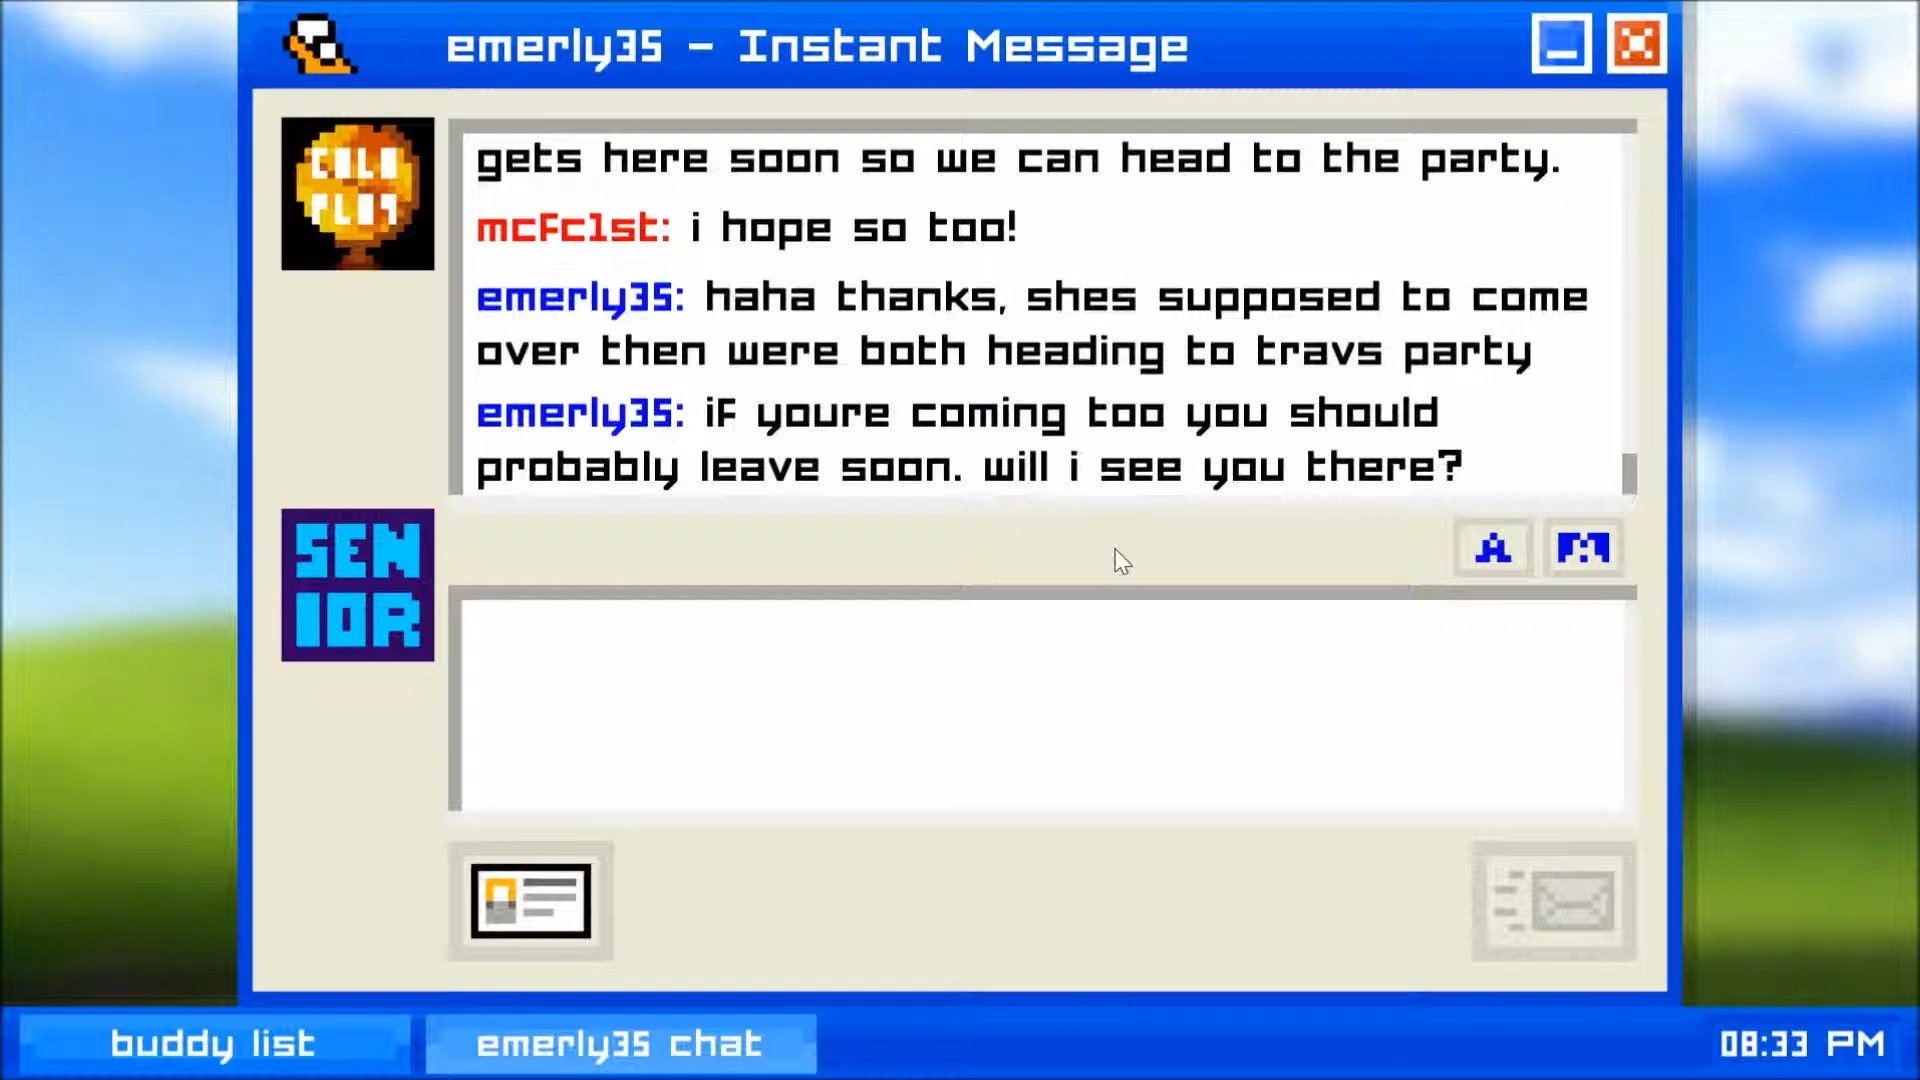 emerly35 - Instant Message
COLD
PLAY
gets here soon so we can head to the party.
mcfc1st: i hope so too!
emerly35: haha thanks, shes supposed to come
over then were both heading to travs party
emerly35: if youre coming too you should
probably leave soon. will i see you there?
SEN
IOR
A
buddy list
emerly35 chat
08:33 PM